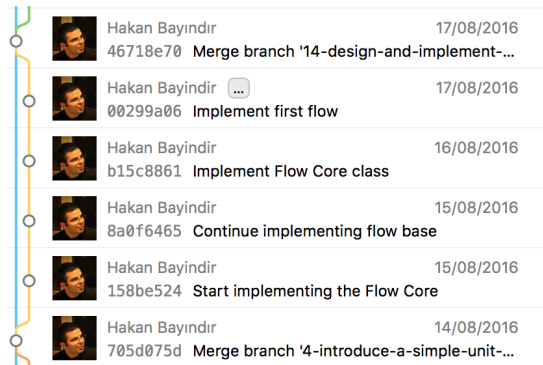 Hakan Bayındır 17/08/2016
46718e70 Merge branch '14-design-and-implement-…
Hakan Bayindir ... 17/08/2016
00299a06 Implement first flow
Hakan Bayindir 16/08/2016
b15c8861 Implement Flow Core class
Hakan Bayindir 15/08/2016
8a0f6465 Continue implementing flow base
Hakan Bayindir 15/08/2016
158be524 Start implementing the Flow Core
Hakan Bayındır 14/08/2016
705d075d Merge branch '4-introduce-a-simple-unit-…